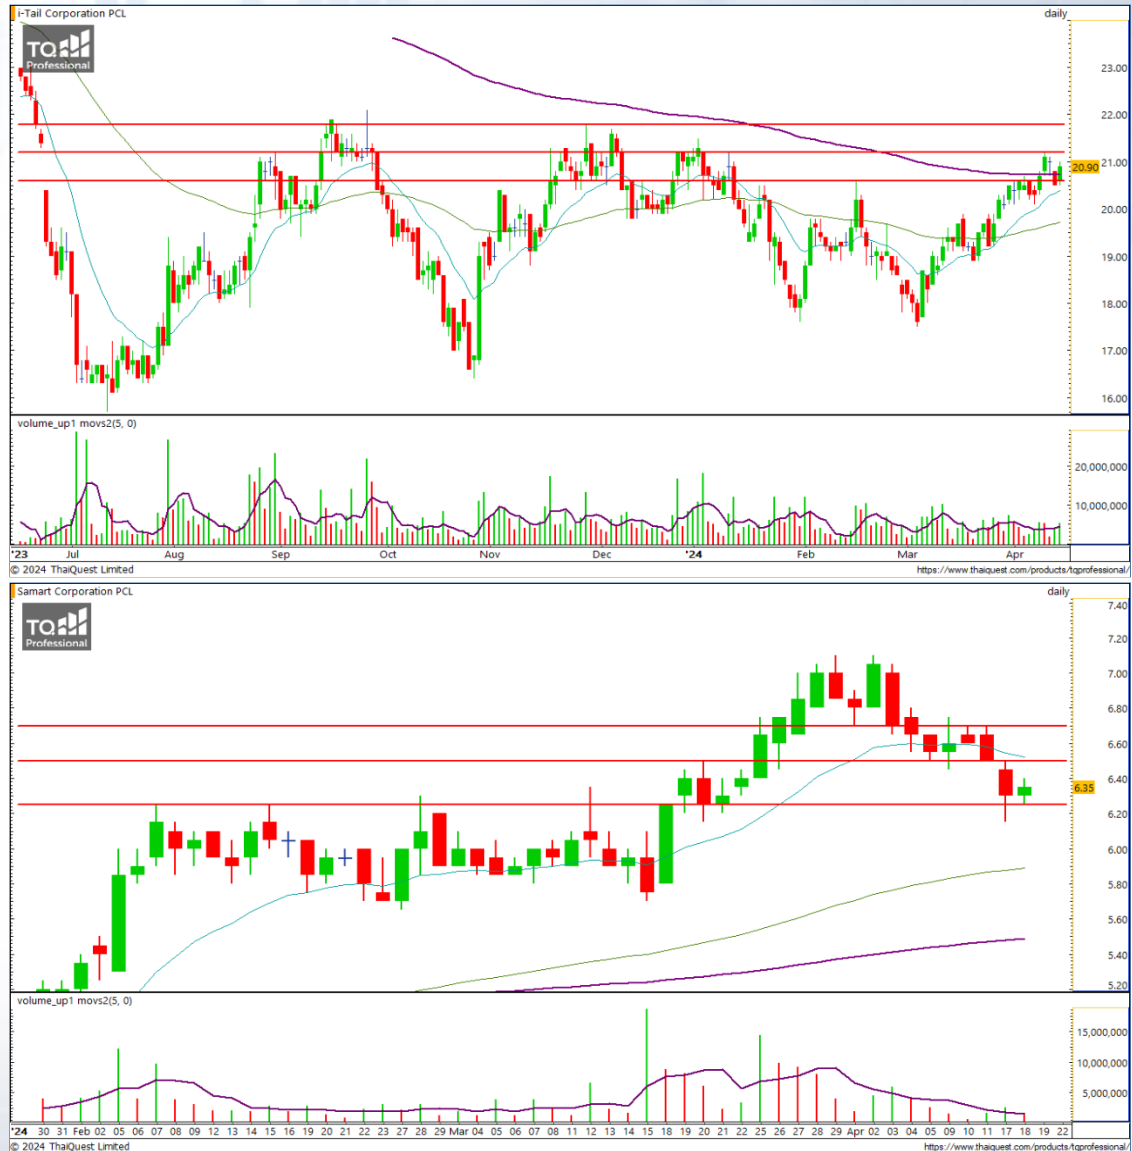 i-Tail Corporation PCL daily
TQ
Professional
23.00
22.00
21.00
20.90
20.00
19.00
18.00
17.00
16.00
volume_up1 movs2(5, 0)
20,000,000
10,000,000
'23 Jul Aug Sep Oct Nov Dec '24 Feb Mar Apr
© 2024 ThaiQuest Limited https://www.thaiquest.com/products/tqprofessional/
Samart Corporation PCL daily
TQ
Professional
7.40
7.20
7.00
6.80
6.60
6.40
6.35
6.20
6.00
5.80
5.60
5.40
5.20
volume_up1 movs2(5, 0)
15,000,000
10,000,000
5,000,000
'24 30 31 Feb 02 05 06 07 08 09 12 13 14 15 16 19 20 21 22 23 27 28 29 Mar 04 05 06 07 08 11 12 13 14 15 18 19 20 21 22 25 26 27 28 29 Apr 02 03 04 05 09 10 11 17 18 19 22
© 2024 ThaiQuest Limited https://www.thaiquest.com/products/tqprofessional/